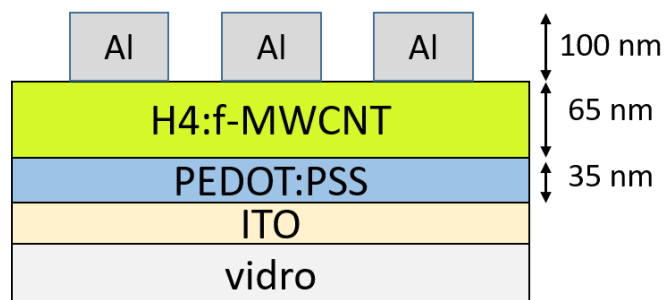 Al Al Al 100 nm
H4:f-MWCNT 65 nm
PEDOT:PSS 35 nm
ITO
vidro